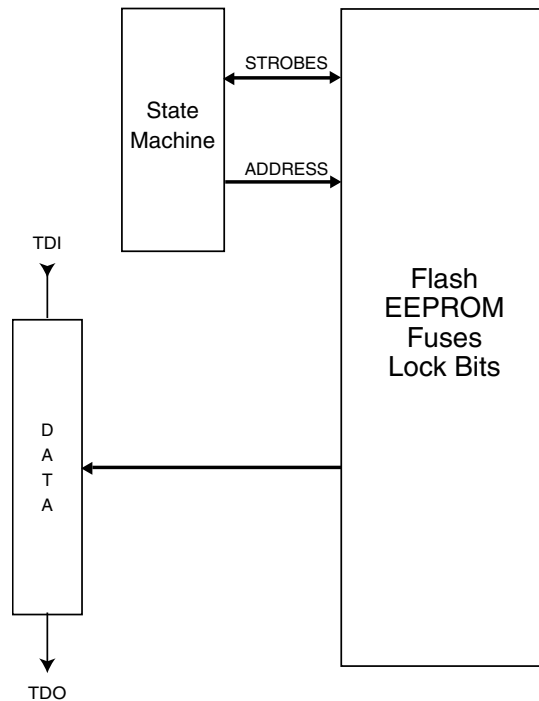 STROBES
State
Machine
ADDRESS
TDI
Flash
EEPROM
Fuses
Lock Bits
D
A
T
A
TDO